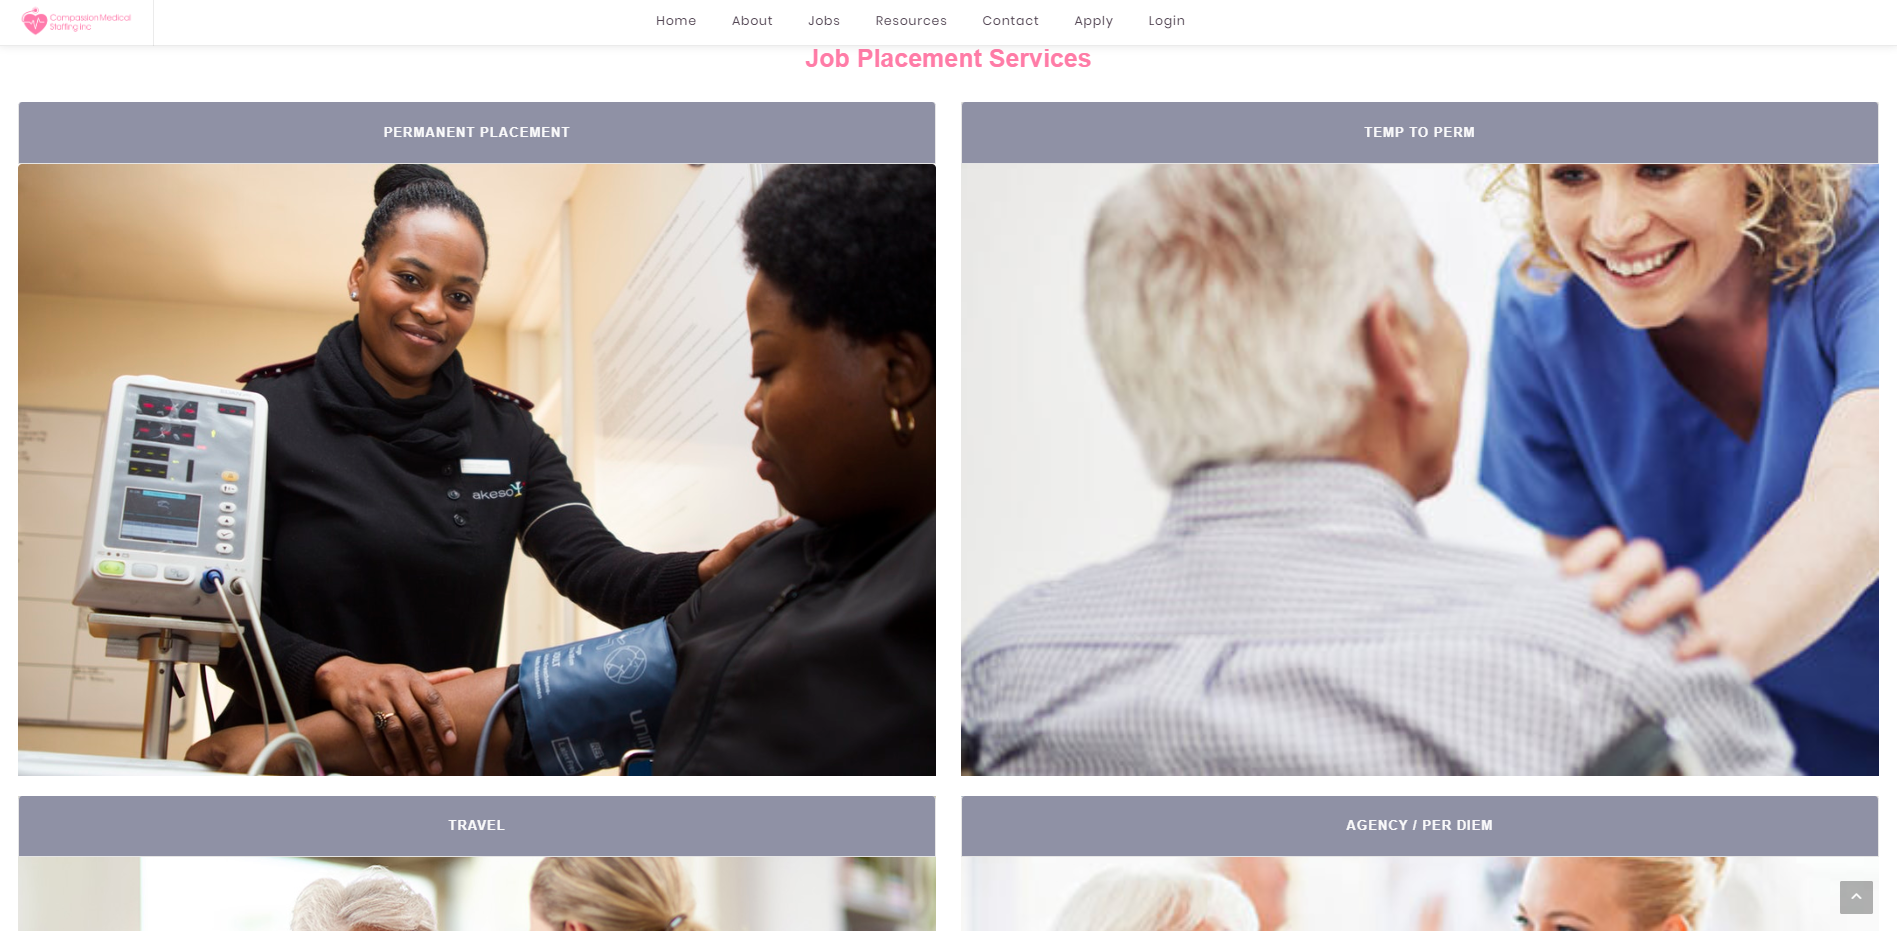 Compassion Medical
Staffing Inc
Home About Jobs Resources Contact Apply Login
Job Placement Services
PERMANENT PLACEMENT
TEMP TO PERM
akeso
TRAVEL
AGENCY / PER DIEM